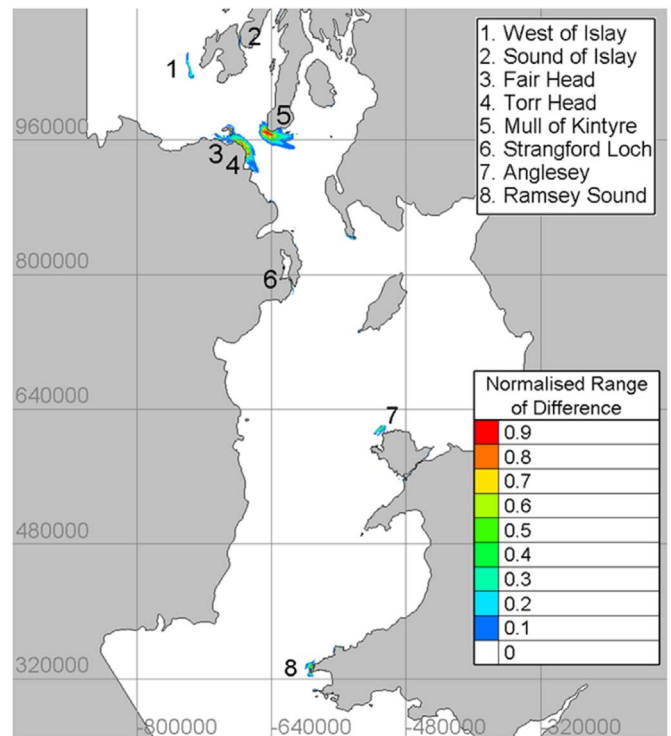 1. West of Islay
2. Sound of Islay
3. Fair Head
4. Torr Head
5. Mull of Kintyre
6. Strangford Loch
7. Anglesey
8. Ramsey Sound
2
1
5
960000
3
4
800000
6
640000
7
Normalised Range
of Difference
0.9
0.8
0.7
0.6
0.5
0.4
0.3
0.2
0.1
0
480000
320000
8
-800000 -640000 -480000 -320000